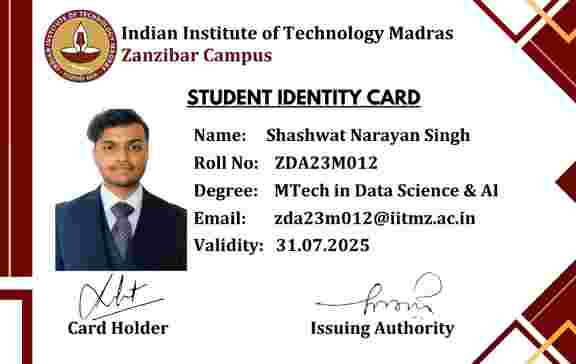 Indian Institute of Technology Madras
Zanzibar Campus
STUDENT IDENTITY CARD
Name: Shashwat Narayan Singh
Roll No: ZDA23M012
Degree: MTech in Data Science & AI
Email: zda23m012@iitmz.ac.in
Validity: 31.07.2025
Card Holder
Issuing Authority